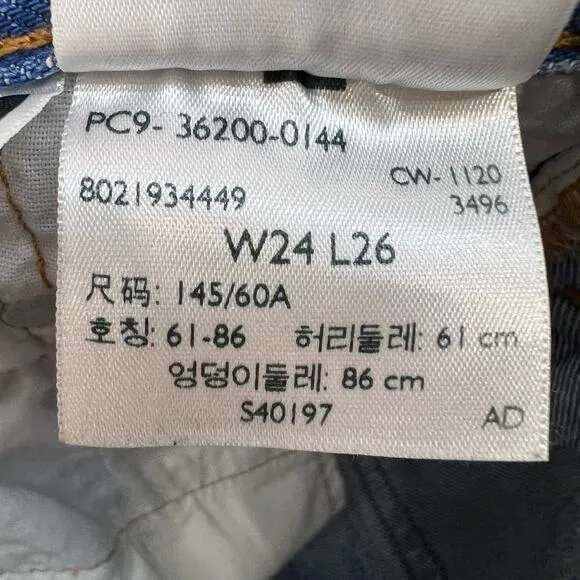 PC9- 36200-0144
CW-1120
8021934449
3496
W24 L26
尺码: 145/60A
호칭: 61-86 허리둘레: 61 cm
엉덩이둘레: 86 cm
S40197 AD